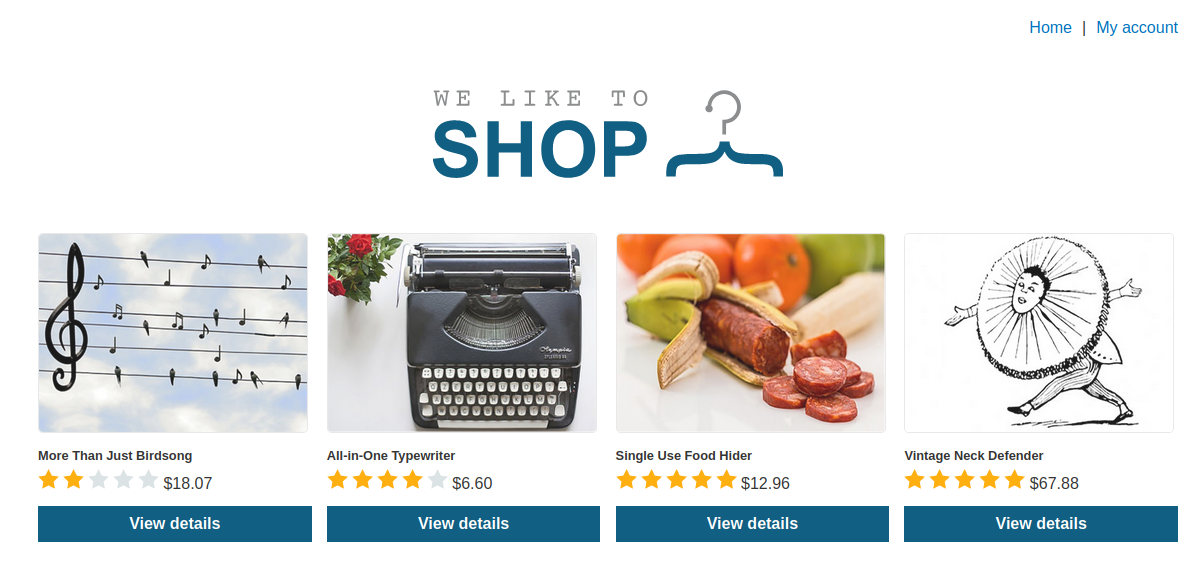 Home | My account
WE LIKE TO
SHOP
More Than Just Birdsong
$18.07
View details
All-in-One Typewriter
$6.60
View details
Single Use Food Hider
$12.96
View details
Vintage Neck Defender
$67.88
View details